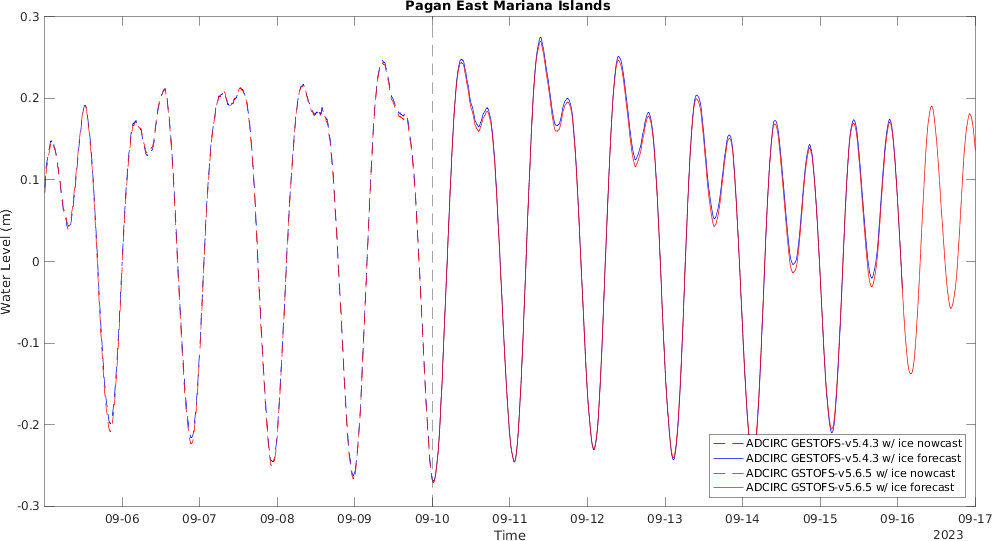 Pagan East Mariana Islands
0.3
0.2
0.1
0
-0.1
-0.2
-0.3
Water Level (m)
ADCIRC GESTOFS-v5.4.3 w/ ice nowcast
ADCIRC GESTOFS-v5.4.3 w/ ice forecast
ADCIRC GSTOFS-v5.6.5 w/ ice nowcast
ADCIRC GSTOFS-v5.6.5 w/ ice forecast
09-06 09-07 09-08 09-09 09-10 09-11 09-12 09-13 09-14 09-15 09-16 09-17
Time
2023